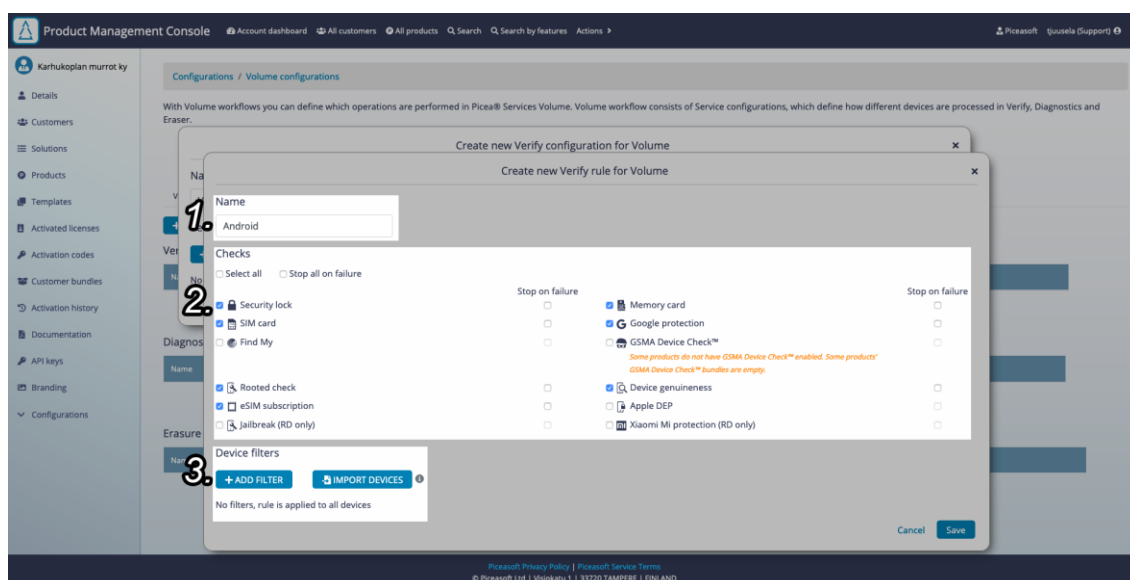 Product Management Console Account dashboard All customers All products Search Search by features Actions Piceasoft tjuusela (Support)
Karhukoplan murrot ky
Details
Customers
Solutions
Products
Templates
Activated licenses
Activation codes
Customer bundles
Activation history
Documentation
API keys
Branding
Configurations
Configurations / Volume configurations
With Volume workflows you can define which operations are performed in Picea® Services Volume. Volume workflow consists of Service configurations, which define how different devices are processed in Verify, Diagnostics and
Eraser.
Create new Verify configuration for Volume
Na
Create new Verify rule for Volume
V
1.
Name
Android
Ver
No
2.
Checks
Select all Stop all on failure
Stop on failure Stop on failure
Security lock Memory card
SIM card Google protection
Find My GSMA Device Check™
Some products do not have GSMA Device Check™ enabled. Some products'
GSMA Device Check™ bundles are empty.
Rooted check Device genuineness
eSIM subscription Apple DEP
Jailbreak (RD only) Xiaomi Mi protection (RD only)
Diagnos
Name
Erasure
Nam
3.
Device filters
+ ADD FILTER IMPORT DEVICES
No filters, rule is applied to all devices
Cancel Save
Piceasoft Privacy Policy | Piceasoft Service Terms
© Piceasoft Ltd | Visiokatu 1 | 33720 TAMPERE | FINLAND